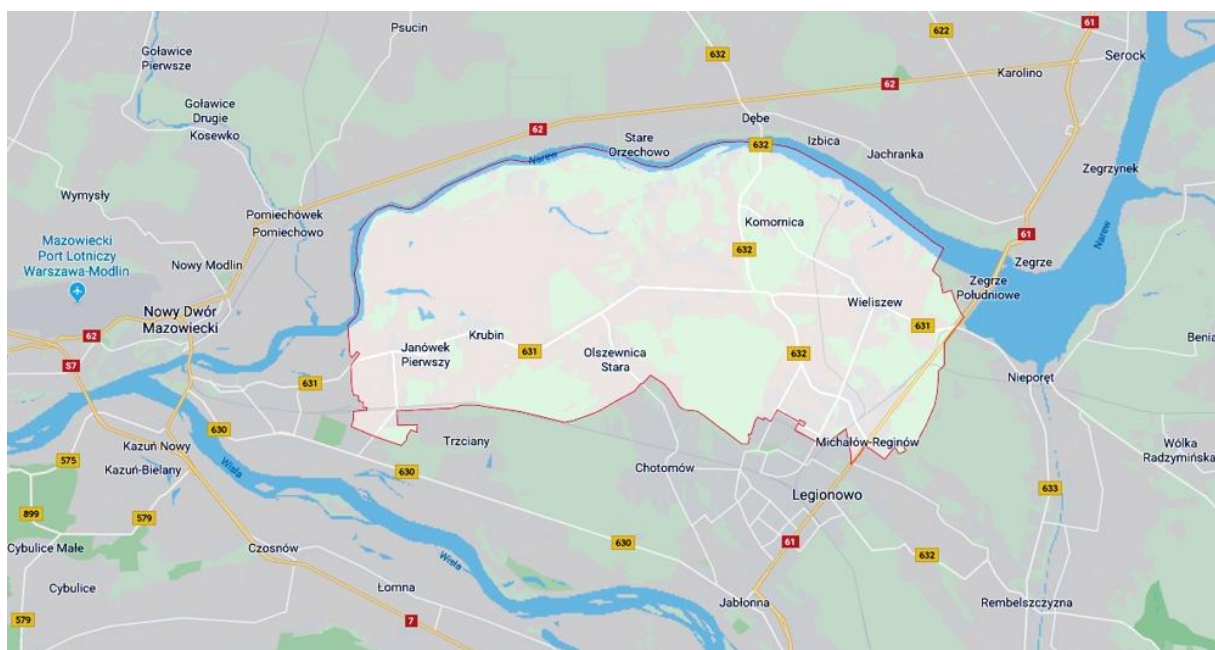 Psucin
632
622
61
Goławice
Pierwsze
Serock
62
Karolino
Goławice
Drugie
Kosewko
62
Stare
Orzechowo
Dębe
632
Izbica
Jachranka
Narew
Zegrzynek
Wymysły
Pomiechówek
Pomiechowo
Komornica
61
Narew
Mazowiecki
Port Lotniczy
Warszawa-Modlin
Nowy Modlin
632
Zegrze
Zegrze
Południowe
Nowy Dwór
Mazowiecki
Wieliszew
62
631
Krubin
Janówek
Pierwszy
631
Olszewnica
Stara
632
Benia
S7
631
Nieporęt
630
Trzciany
Michałów-Reginów
Kazuń Nowy
575
Kazuń-Bielany
Wisła
630
Chotomów
Wólka
Radzymińska
Legionowo
633
899
579
Cybulice Małe
Czosnów
630
61
632
Wisła
Cybulice
Łomna
Jabłonna
Rembelszczyzna
579
7